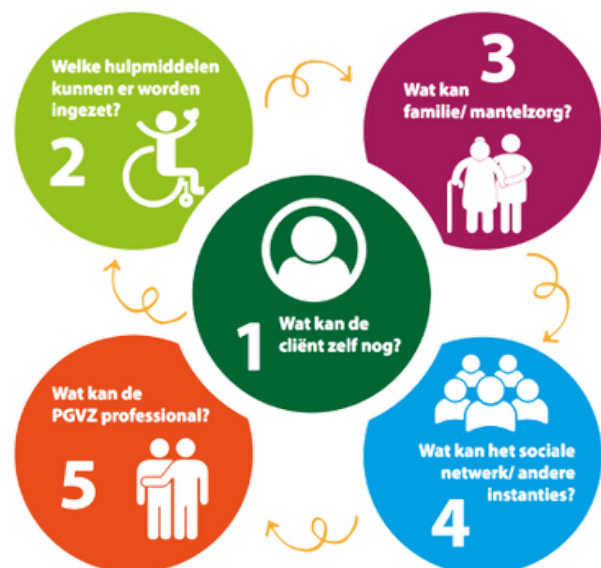 1
Wat kan de
cliënt zelf nog?
Welke hulpmiddelen
kunnen er worden
ingezet?
2
3
Wat kan
familie/ mantelzorg?
Wat kan het sociale
netwerk/ andere
instanties?
4
Wat kan de
PGVZ professional?
5